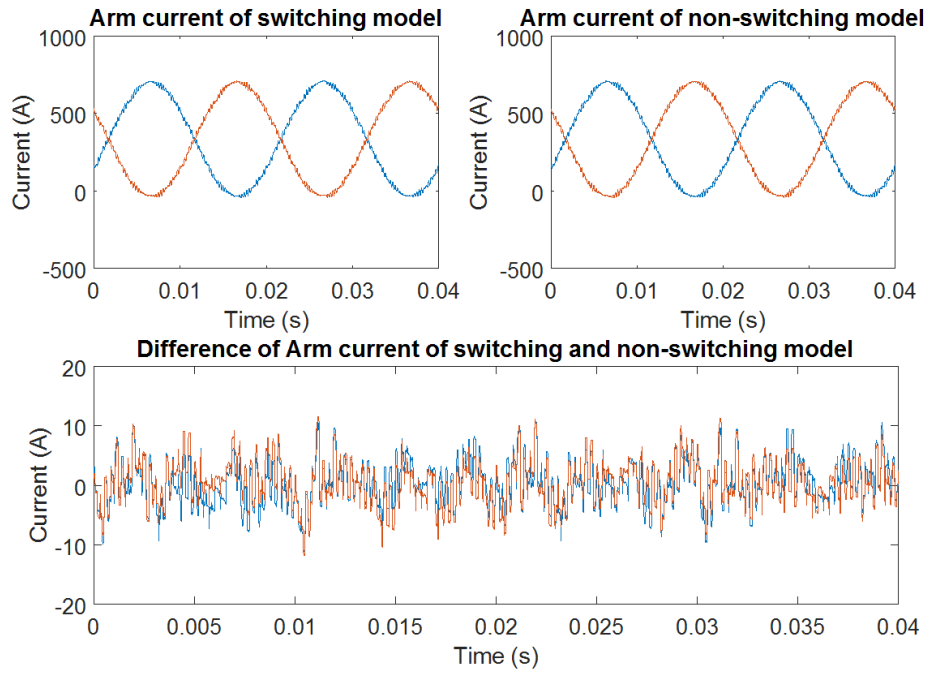 Arm current of switching model
1000
500
0
-500
Current (A)
0 0.01 0.02 0.03 0.04
Time (s)
Arm current of non-switching model
1000
500
0
-500
Current (A)
0 0.01 0.02 0.03 0.04
Time (s)
Difference of Arm current of switching and non-switching model
20
10
0
-10
-20
Current (A)
0 0.005 0.01 0.015 0.02 0.025 0.03 0.035 0.04
Time (s)